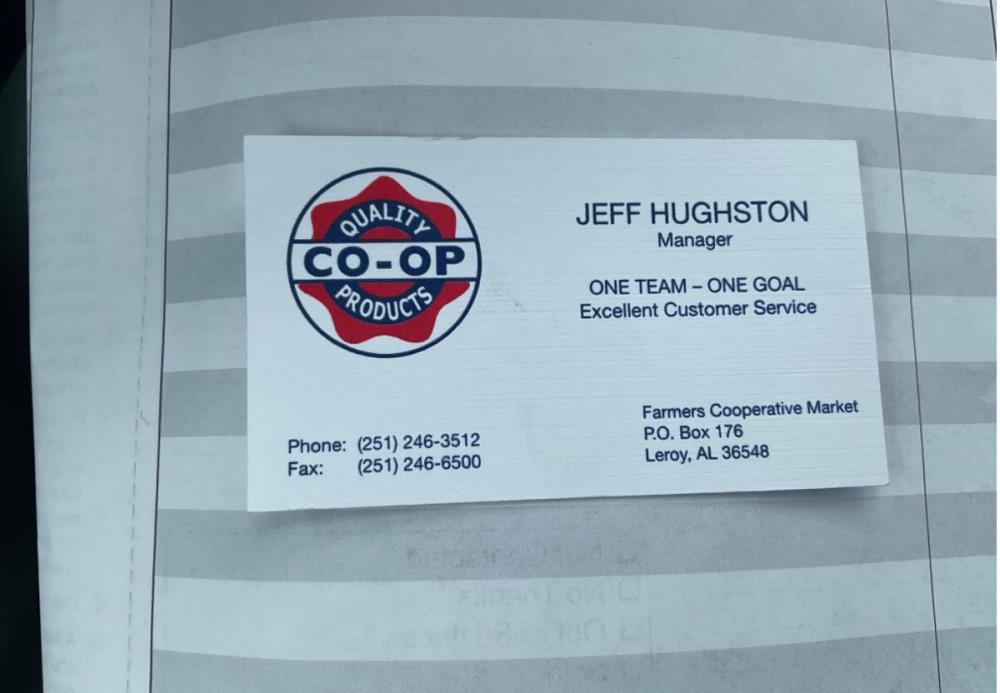 QUALITY
CO-OP
PRODUCTS
JEFF HUGHSTON
Manager
ONE TEAM – ONE GOAL
Excellent Customer Service
Phone: (251) 246-3512
Fax: (251) 246-6500
Farmers Cooperative Market
P.O. Box 176
Leroy, AL 36548